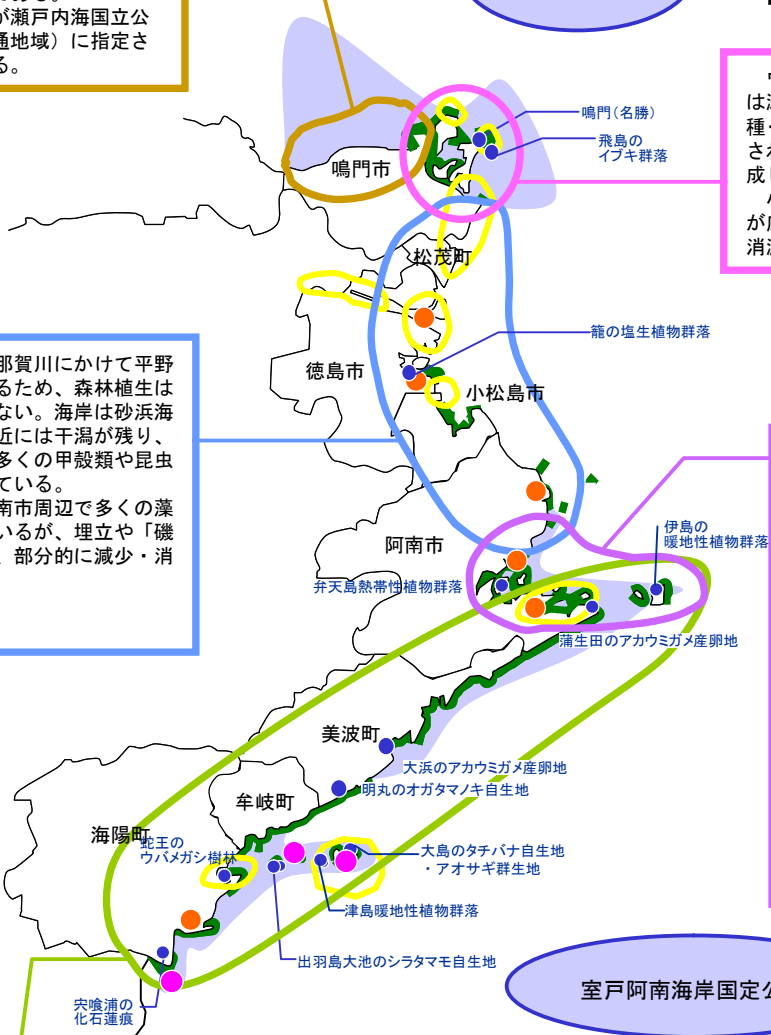 が瀬戸内海国立公
通地域）に指定さ
る。
鳴門（名勝）
飛島の
イブキ群落
は
種・
され
成し
が
消
鳴門市
松茂町
籠の塩生植物群落
徳島市
小松島市
那賀川にかけて平野
るため、森林植生は
ない。海岸は砂浜海
近には干潟が残り、
多くの甲殻類や昆虫
ている。
南市周辺で多くの藻
いるが、埋立や「磯
、部分的に減少・消
阿南市
伊島の
暖地性植物群落
弁天島熱帯性植物群落
蒲生田のアカウミガメ産卵地
美波町
大浜のアカウミガメ産卵地
明丸のオガタマノキ自生地
牟岐町
海陽町
蛇王の
ウバメガシ樹林
大島のタチバナ自生地
・アオサギ群生地
津島暖地性植物群落
出羽島大池のシラタマモ自生地
宍喰浦の
化石漣痕
室戸阿南海岸国定公